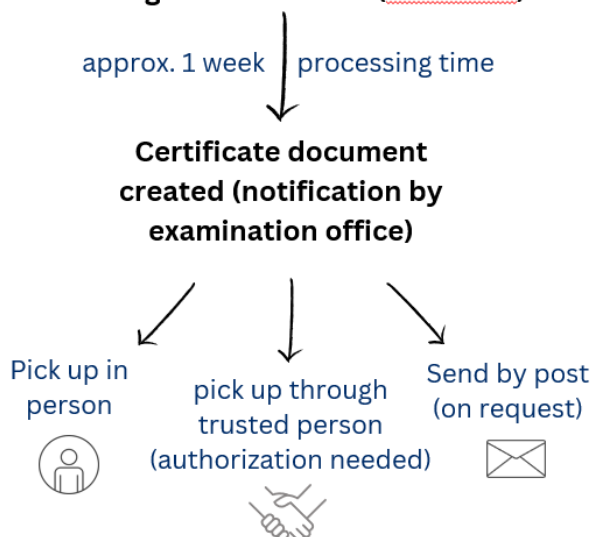 approx. 1 week processing time
Certificate document
created (notification by
examination office)
Pick up in
person
pick up through
trusted person
(authorization needed)
Send by post
(on request)